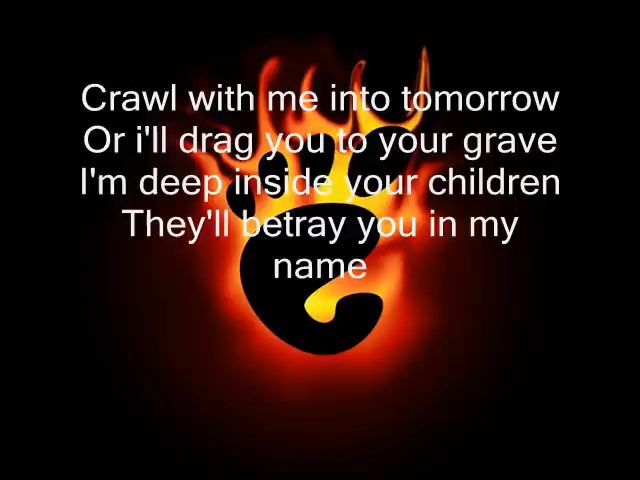 Crawl with me into tomorrow
Or i'll drag you to your grave
I'm deep inside your children
They'll betray you in my
name